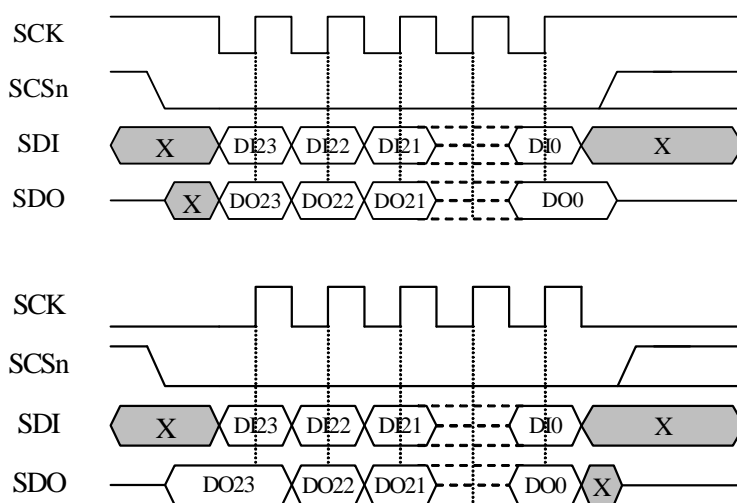 SCK
SCSn
SDI X DI23 DI22 DI21 DI0 X
SDO X DO23 DO22 DO21 DO0
SCK
SCSn
SDI X DI23 DI22 DI21 DI0 X
SDO DO23 DO22 DO21 DO0 X